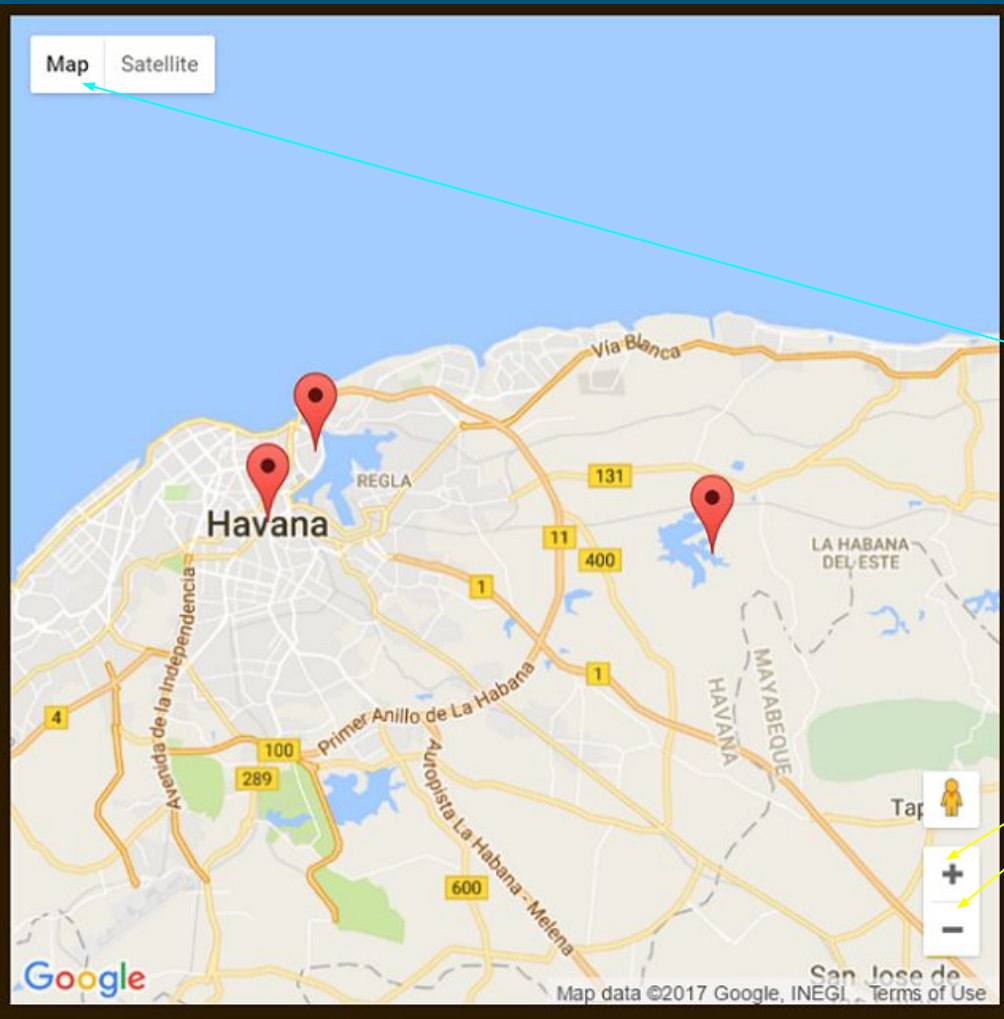 Map Satellite
Vía Blanca
REGLA
131
Havana
11
400
LA HABANA
DEL ESTE
1
Avenida de la Independencia
1
MAYABEQUE
HAVANA
4
Primer Anillo de La Habana
100
289
Autopista La Habana - Melena
Tap
600
+
−
San Jose de
Google
Map data ©2017 Google, INEGI Terms of Use